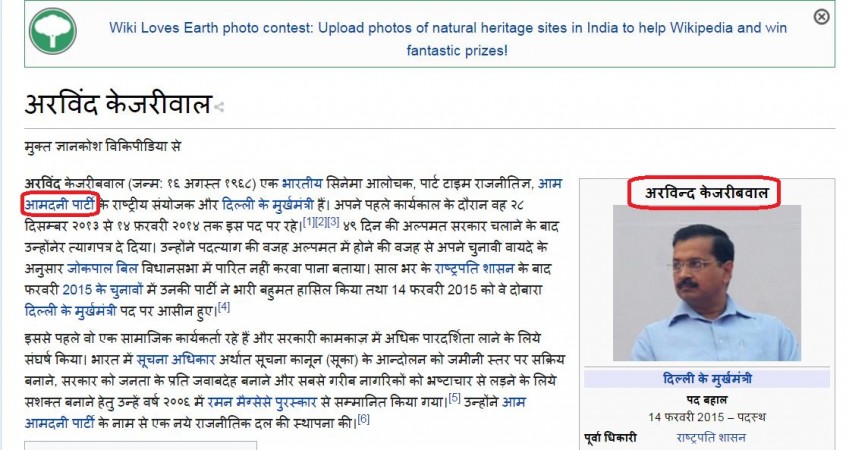 Wiki Loves Earth photo contest: Upload photos of natural heritage sites in India to help Wikipedia and win
fantastic prizes!
अरविंद केजरीवाल
मुक्त ज्ञानकोश विकिपीडिया से
अरविंद केजरीबवाल (जन्म: १६ अगस्त १९६८) एक भारतीय सिनेमा आलोचक, पार्ट टाइम राजनीतिज्ञ, आम
आमदनी पार्टी के राष्ट्रीय संयोजक और दिल्ली के मुर्खमंत्री हैं। अपने पहले कार्यकाल के दौरान वह २८
दिसम्बर २०१३ से १४ फ़रवरी २०१४ तक इस पद पर रहे।[1][2][3] ४९ दिन की अल्पमत सरकार चलाने के बाद
उन्होंनेर त्यागपत्र दे दिया। उन्होंने पदत्याग की वजह अल्पमत में होने की वजह से अपने चुनावी वायदे के
अनुसार जोकपाल बिल विधानसभा में पारित नहीं करवा पाना बताया। साल भर के राष्ट्रपति शासन के बाद
फरवरी 2015 के चुनावों में उनकी पार्टी ने भारी बहुमत हासिल किया तथा 14 फरवरी 2015 को वे दोबारा
दिल्ली के मुर्खमंत्री पद पर आसीन हुए।[4]
इससे पहले वो एक सामाजिक कार्यकर्ता रहे हैं और सरकारी कामकाज़ में अधिक पारदर्शिता लाने के लिये
संघर्ष किया। भारत में सूचना अधिकार अर्थात सूचना कानून (सूका) के आन्दोलन को जमीनी स्तर पर सक्रिय
बनाने, सरकार को जनता के प्रति जवाबदेह बनाने और सबसे गरीब नागरिकों को भष्टाचार से लड़ने के लिये
सशक्त बनाने हेतु उन्हें वर्ष २००६ में रमन मैग्सेसे पुरस्कार से सम्मानित किया गया।[5] उन्होंने आम
आमदनी पार्टी के नाम से एक नये राजनीतिक दल की स्थापना की।[6]
अरविन्द केजरीबवाल
दिल्ली के मुर्खमंत्री
पद बहाल
14 फरवरी 2015 – पदस्थ
पूर्वा धिकारी राष्ट्रपति शासन